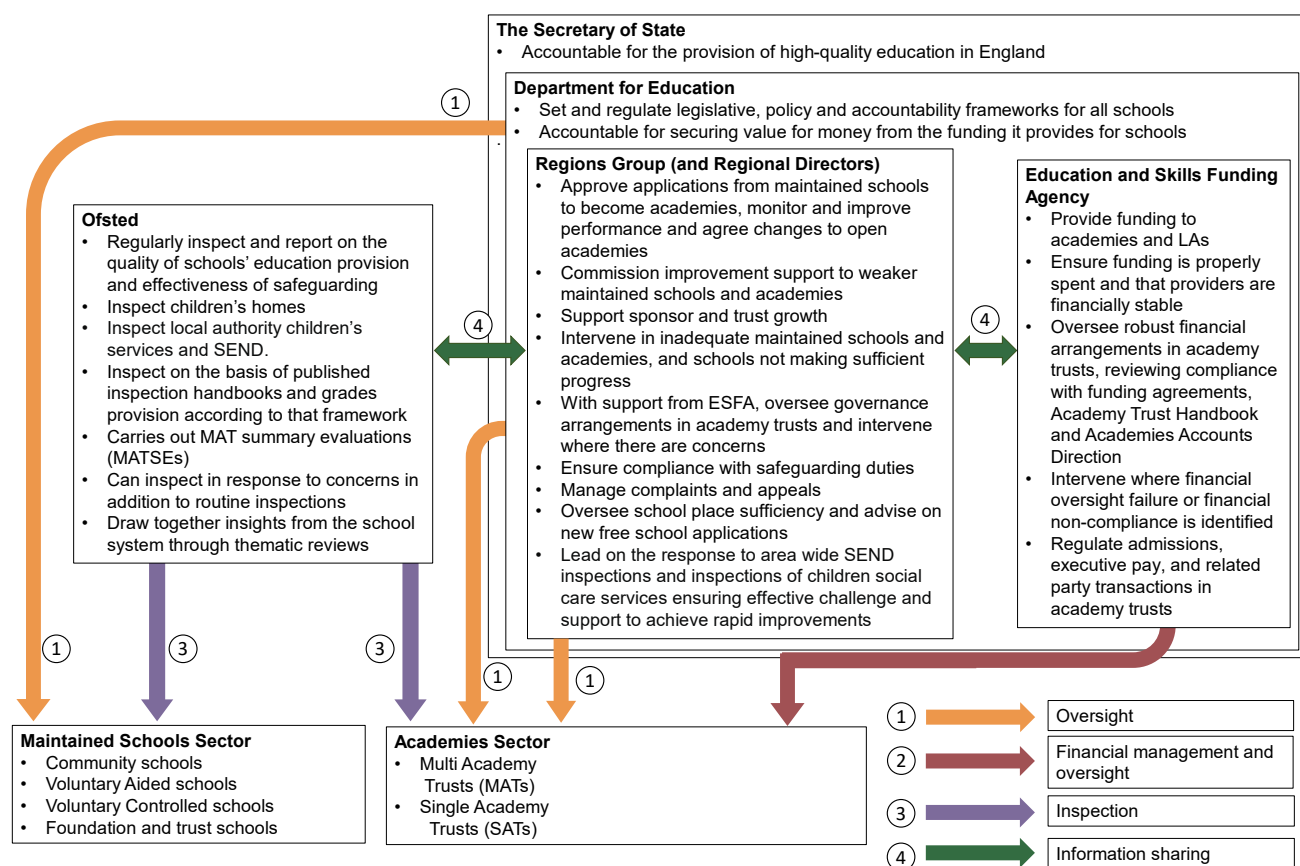 The Secretary of State
• Accountable for the provision of high-quality education in England
Department for Education
• Set and regulate legislative, policy and accountability frameworks for all schools
• Accountable for securing value for money from the funding it provides for schools
.
1
Ofsted
• Regularly inspect and report on the
quality of schools' education provision
and effectiveness of safeguarding
• Inspect children's homes
• Inspect local authority children's
services and SEND.
• Inspect on the basis of published
inspection handbooks and grades
provision according to that framework
• Carries out MAT summary evaluations
(MATSEs)
• Can inspect in response to concerns in
addition to routine inspections
• Draw together insights from the school
system through thematic reviews
4
Regions Group (and Regional Directors)
• Approve applications from maintained schools
to become academies, monitor and improve
performance and agree changes to open
academies
• Commission improvement support to weaker
maintained schools and academies
• Support sponsor and trust growth
• Intervene in inadequate maintained schools and
academies, and schools not making sufficient
progress
• With support from ESFA, oversee governance
arrangements in academy trusts and intervene
where there are concerns
• Ensure compliance with safeguarding duties
• Manage complaints and appeals
• Oversee school place sufficiency and advise on
new free school applications
• Lead on the response to area wide SEND
inspections and inspections of children social
care services ensuring effective challenge and
support to achieve rapid improvements
4
Education and Skills Funding
Agency
• Provide funding to
academies and LAs
• Ensure funding is properly
spent and that providers are
financially stable
• Oversee robust financial
arrangements in academy
trusts, reviewing compliance
with funding agreements,
Academy Trust Handbook
and Academies Accounts
Direction
• Intervene where financial
oversight failure or financial
non-compliance is identified
• Regulate admissions,
executive pay, and related
party transactions in
academy trusts
1
3
3
1
1
Maintained Schools Sector
• Community schools
• Voluntary Aided schools
• Voluntary Controlled schools
• Foundation and trust schools
Academies Sector
• Multi Academy
Trusts (MATs)
• Single Academy
Trusts (SATs)
1 Oversight
2 Financial management and
oversight
3 Inspection
4 Information sharing